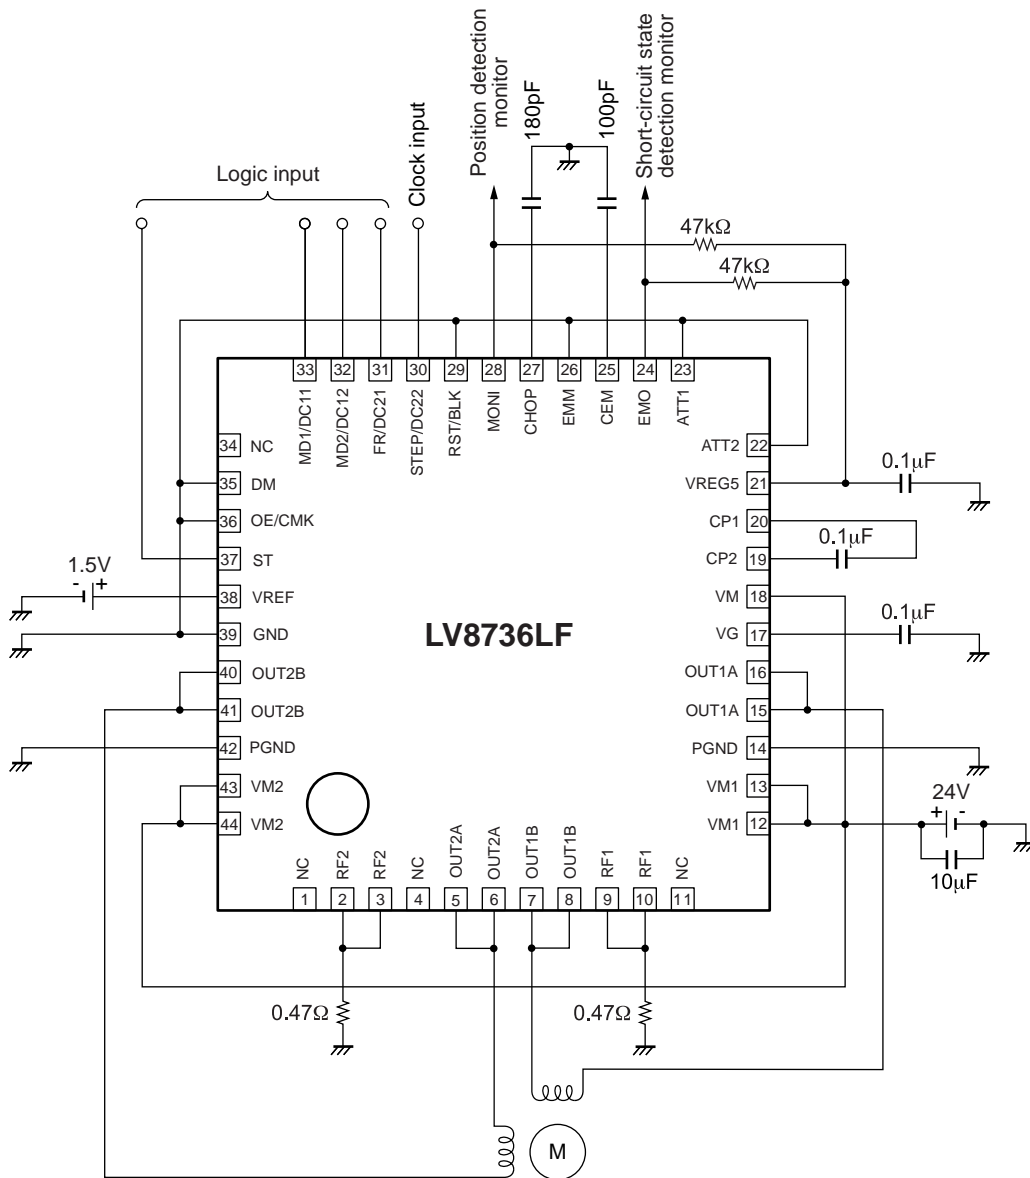 Position detection
monitor
180pF
100pF
Short-circuit state
detection monitor
Logic input
Clock input
47kΩ
47kΩ
33 32 31 30 29 28 27 26 25 24 23
MD1/DC11
MD2/DC12
FR/DC21
STEP/DC22
RST/BLK
MONI
CHOP
EMM
CEM
EMO
ATT1
34 NC
35 DM
36 OE/CMK
37 ST
1.5V
- +
38 VREF
39 GND
40 OUT2B
41 OUT2B
42 PGND
43 VM2
44 VM2
LV8736LF
ATT2 22
VREG5 21
0.1µF
CP1 20
CP2 19
0.1µF
VM 18
VG 17
0.1µF
OUT1A 16
OUT1A 15
PGND 14
VM1 13
VM1 12
24V
+ -
10µF
NC
RF2
RF2
NC
OUT2A
OUT2A
OUT1B
OUT1B
RF1
RF1
NC
1 2 3 4 5 6 7 8 9 10 11
0.47Ω
0.47Ω
M